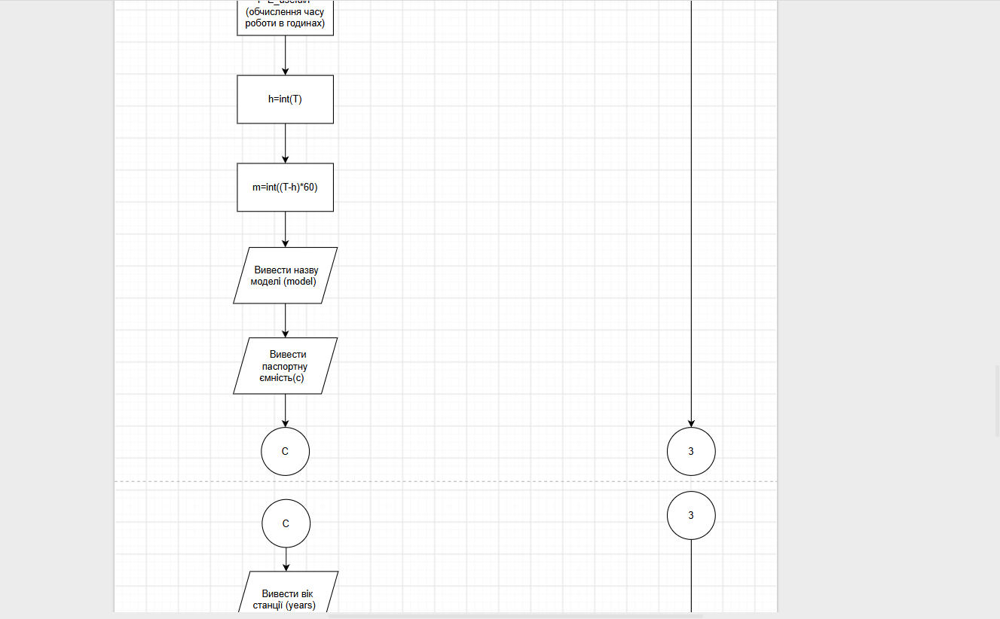 (обчислення часу
роботи в годинах)
h=int(T)
m=int((T-h)*60)
Вивести назву
моделі (model)
Вивести
паспортну
ємність(c)
C
3
C
3
Вивести вік
станції (years)